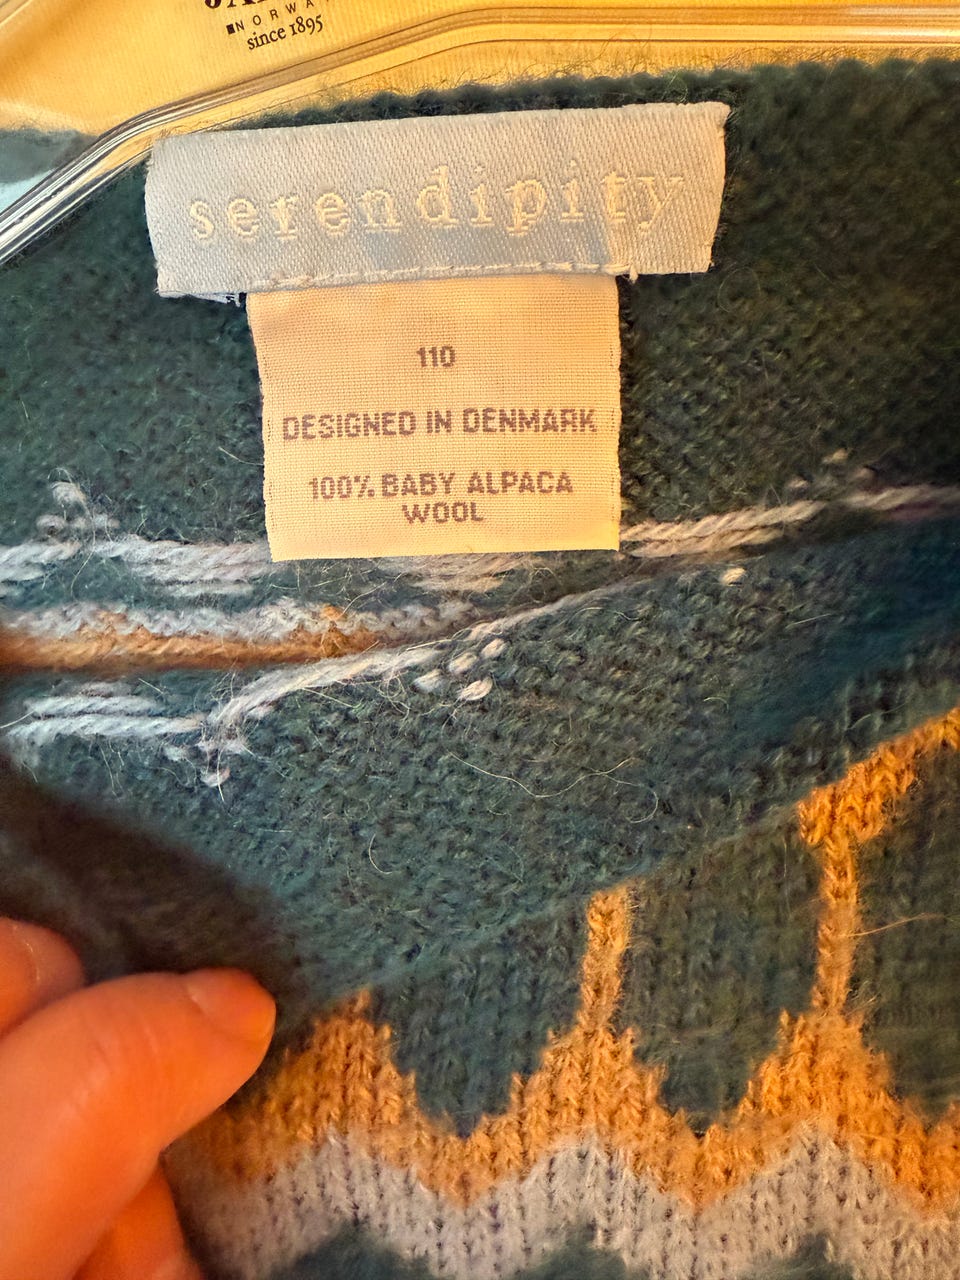 NORWAY
since 1895
serendipity
110
DESIGNED IN DENMARK
100% BABY ALPACA
WOOL